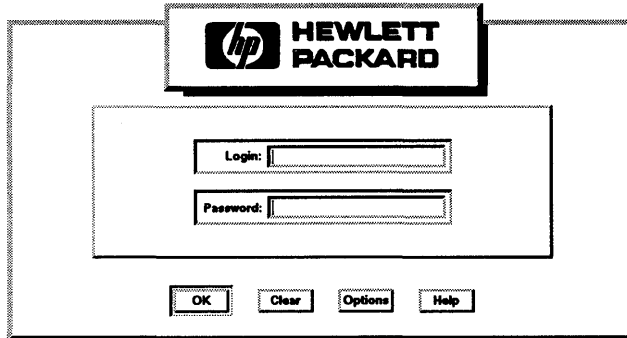 hp HEWLETT
PACKARD
Login:
Password:
OK Clear Options Help